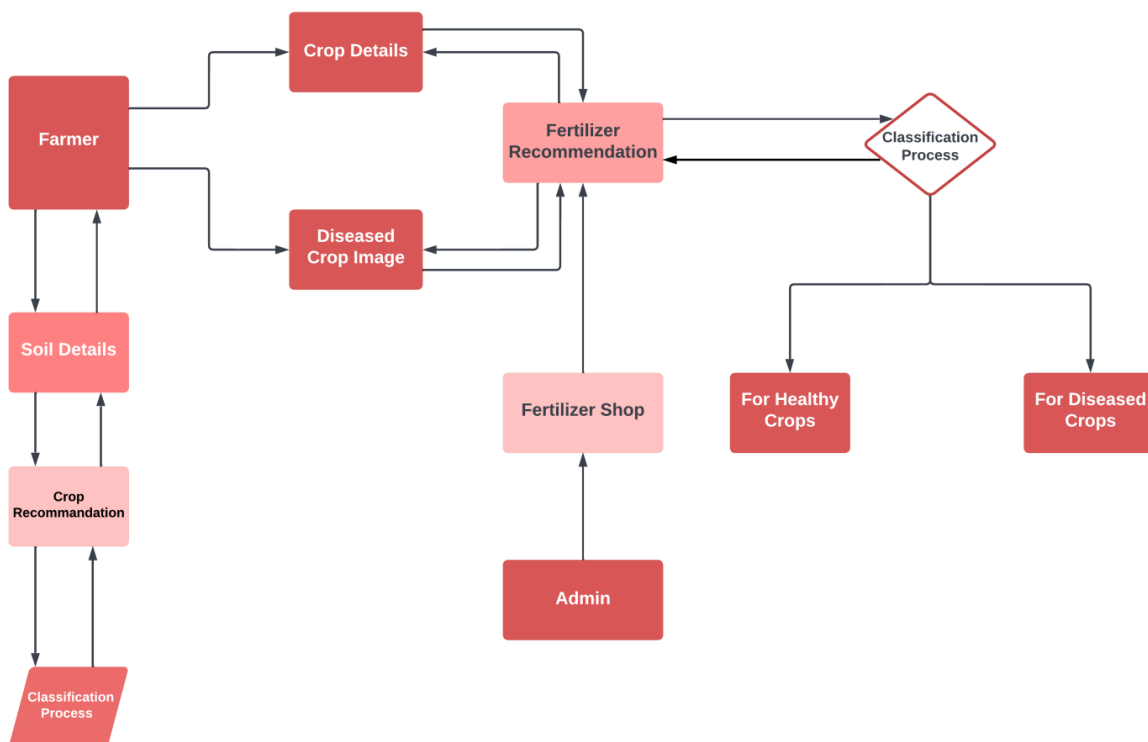 Crop Details
Farmer
Fertilizer
Recommendation
Classification
Process
Diseased
Crop Image
Soil Details
Fertilizer Shop
For Healthy
Crops
For Diseased
Crops
Crop
Recommandation
Admin
Classification
Process